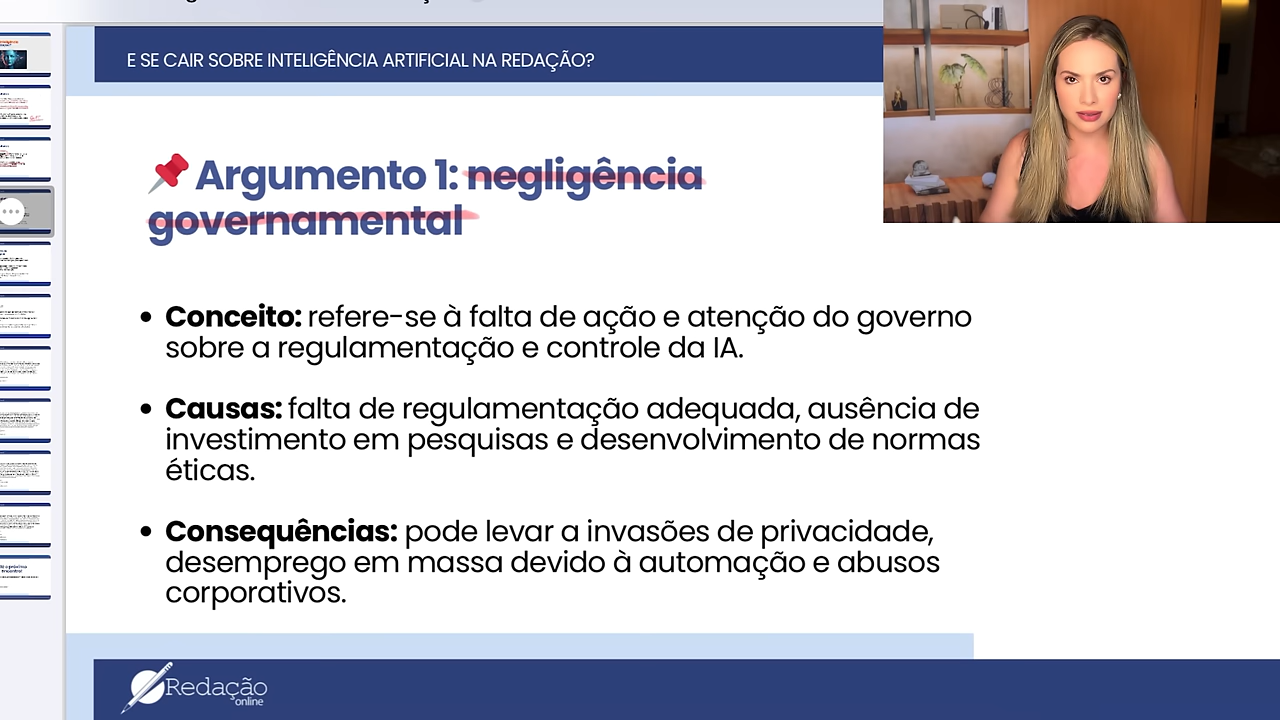 E SE CAIR SOBRE INTELIGÊNCIA ARTIFICIAL NA REDAÇÃO?
Argumento 1: negligência
governamental
Conceito: refere-se à falta de ação e atenção do governo
sobre a regulamentação e controle da IA.
Causas: falta de regulamentação adequada, ausência de
investimento em pesquisas e desenvolvimento de normas
éticas.
Consequências: pode levar a invasões de privacidade,
desemprego em massa devido à automação e abusos
corporativos.
Redação
online